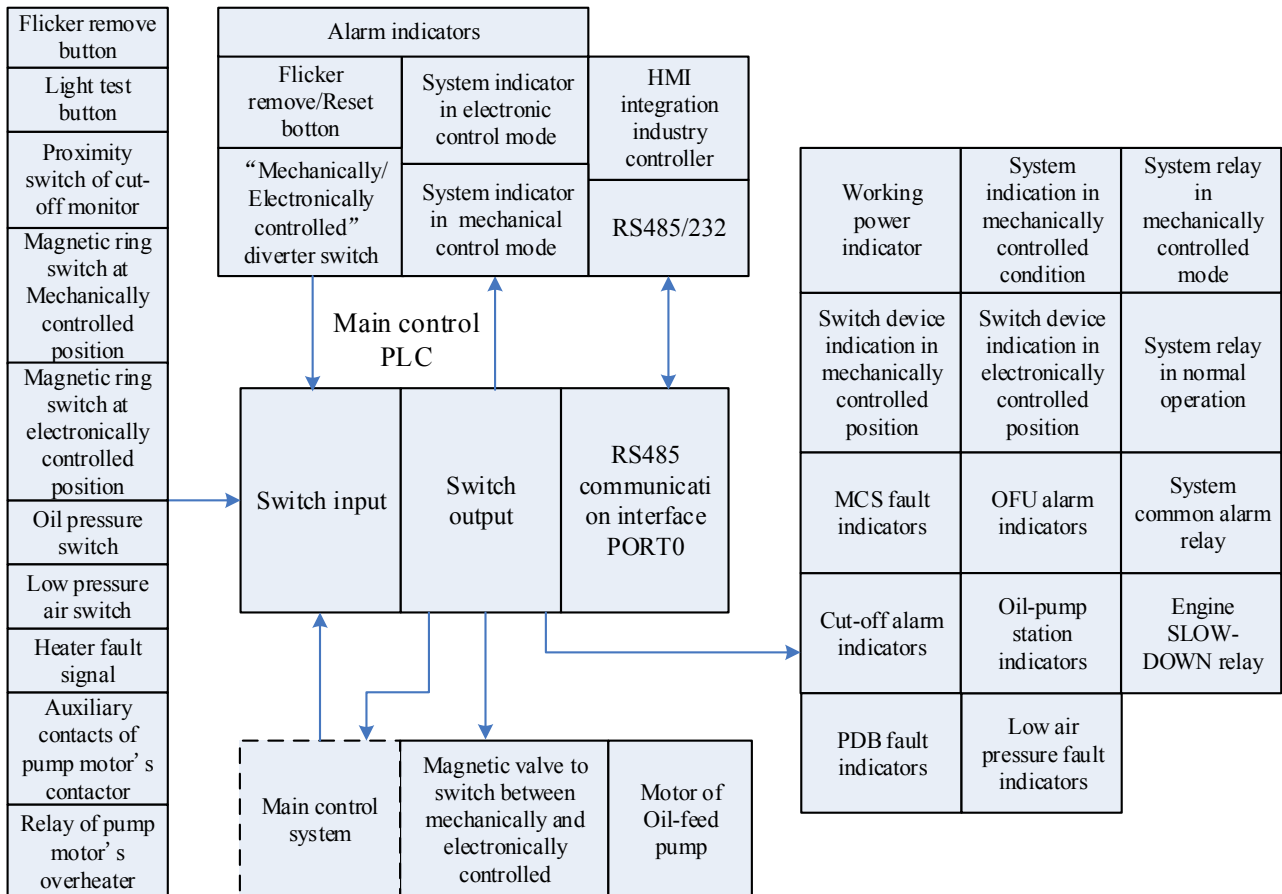 Flicker remove
button
Light test
button
Proximity
switch of cut-
off monitor
Magnetic ring
switch at
Mechanically
controlled
position
Magnetic ring
switch at
electronically
controlled
position
Oil pressure
switch
Low pressure
air switch
Heater fault
signal
Auxiliary
contacts of
pump motor’s
contactor
Relay of pump
motor’s
overheater
Alarm indicators
Flicker
remove/Reset
botton
“Mechanically/
Electronically
controlled”
diverter switch
System indicator
in electronic
control mode
System indicator
in mechanical
control mode
HMI
integration
industry
controller
RS485/232
Main control
PLC
Switch input
Switch
output
RS485
communicati
on interface
PORT0
Main control
system
Magnetic valve to
switch between
mechanically and
electronically
controlled
Motor of
Oil-feed
pump
Working
power
indicator
System
indication in
mechanically
controlled
condition
System relay
in
mechanically
controlled
mode
Switch device
indication in
mechanically
controlled
position
Switch device
indication in
electronically
controlled
position
System relay
in normal
operation
MCS fault
indicators
OFU alarm
indicators
System
common alarm
relay
Cut-off alarm
indicators
Oil-pump
station
indicators
Engine
SLOW-
DOWN relay
PDB fault
indicators
Low air
pressure fault
indicators